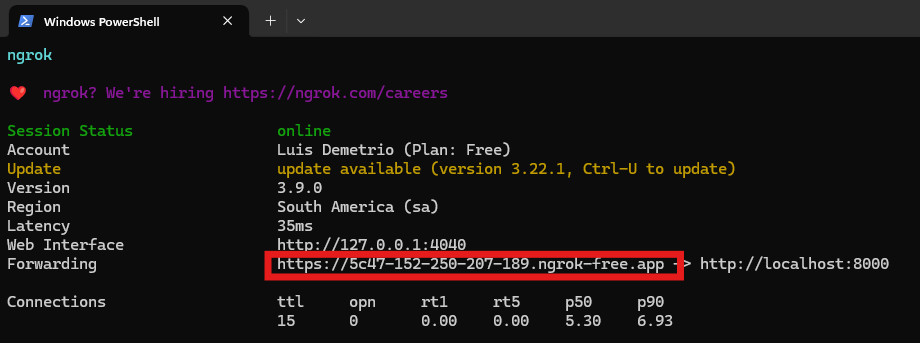 Windows PowerShell
ngrok
ngrok? We're hiring https://ngrok.com/careers
Session Status online
Account Luis Demetrio (Plan: Free)
Update update available (version 3.22.1, Ctrl-U to update)
Version 3.9.0
Region South America (sa)
Latency 35ms
Web Interface http://127.0.0.1:4040
Forwarding https://5c47-152-250-207-189.ngrok-free.app -> http://localhost:8000
Connections ttl opn rt1 rt5 p50 p90
15 0 0.00 0.00 5.30 6.93